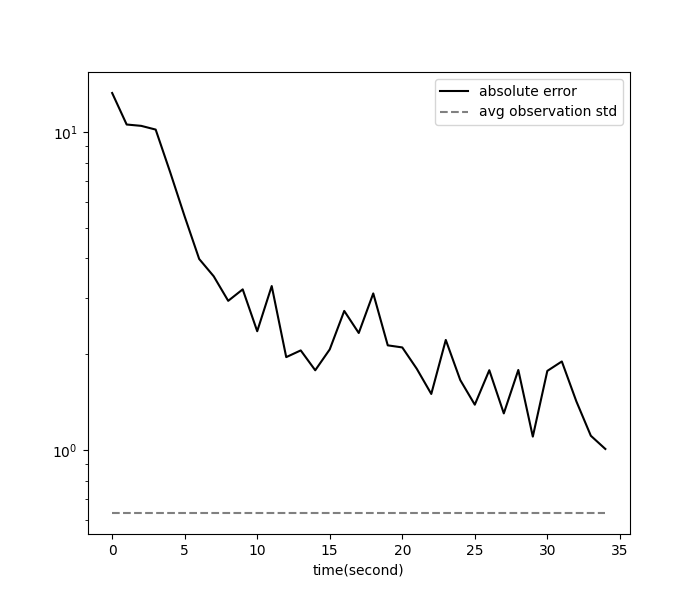 absolute error
avg observation std
10¹
10⁰
0 5 10 15 20 25 30 35
time(second)